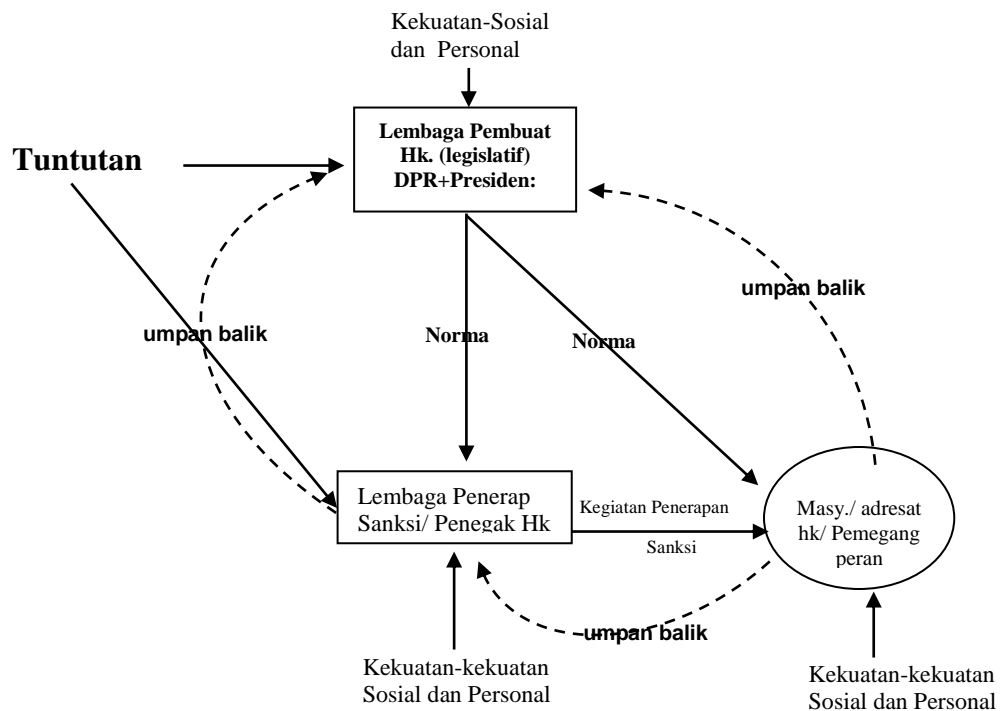 Kekuatan-Sosial
dan Personal
Lembaga Pembuat
Hk. (legislatif)
DPR+Presiden:
Tuntutan
umpan balik
umpan balik
Norma
Norma
Lembaga Penerap
Sanksi/ Penegak Hk
Kegiatan Penerapan
Sanksi
Masy./ adresat
hk/ Pemegang
peran
umpan balik
Kekuatan-kekuatan
Sosial dan Personal
Kekuatan-kekuatan
Sosial dan Personal